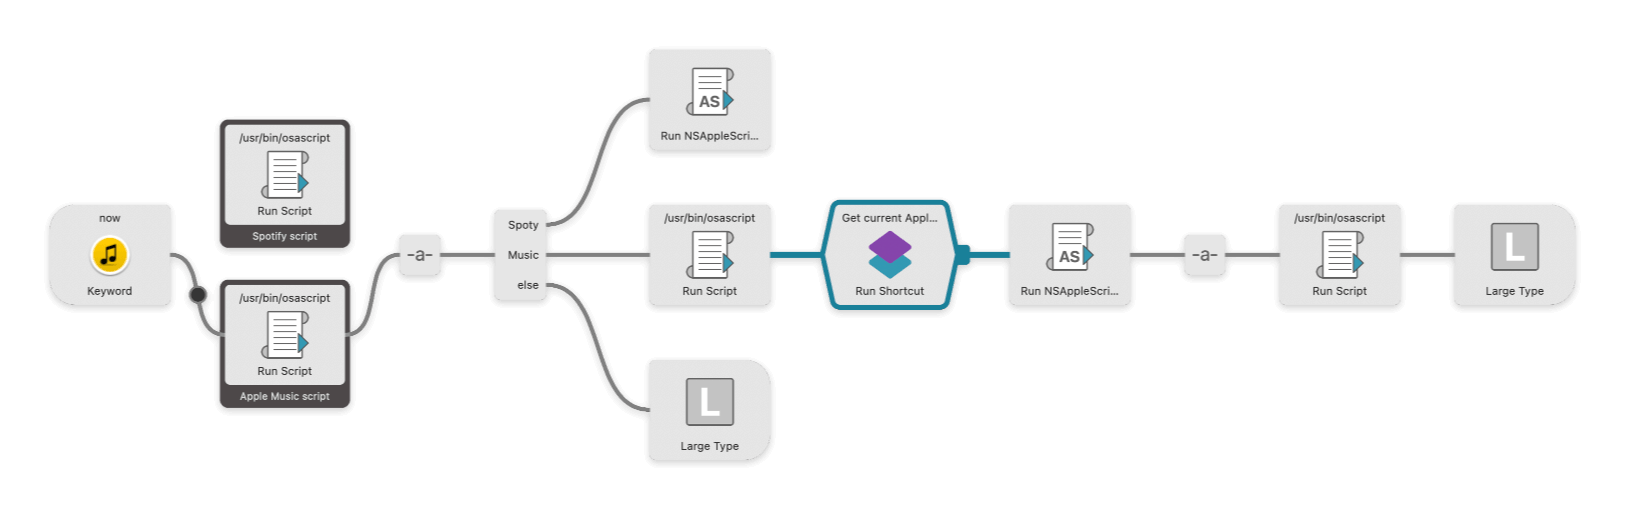 now
Keyword
/usr/bin/osascript
Run Script
Spotify script
/usr/bin/osascript
Run Script
Apple Music script
-a-
Spoty
Music
else
AS
Run NSAppleScri...
/usr/bin/osascript
Run Script
L
Large Type
Get current Appl...
Run Shortcut
AS
Run NSAppleScri...
-a-
/usr/bin/osascript
Run Script
L
Large Type